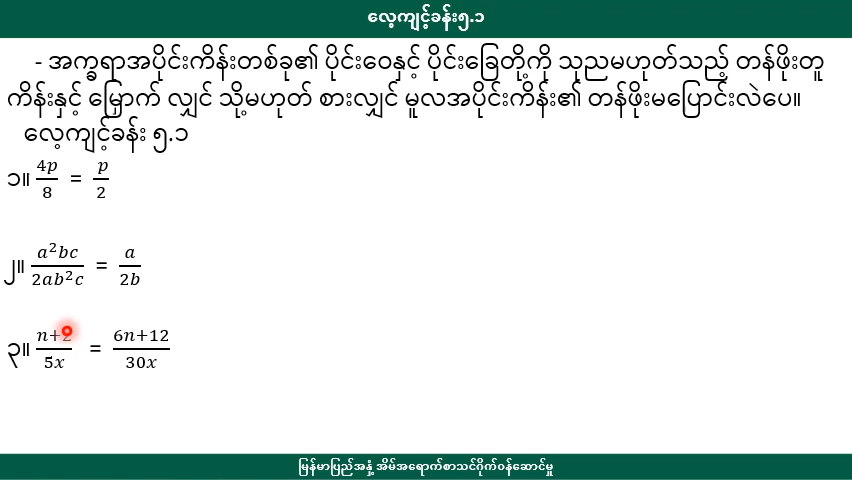 လေ့ကျင့်ခန်း၅.၁
- အက္ခရာအပိုင်းကိန်းတစ်ခု၏ ပိုင်းဝေနှင့် ပိုင်းခြေတို့ကို သုညမဟုတ်သည့် တန်ဖိုးတူ
ကိန်းနှင့် မြှောက် လျှင် သို့မဟုတ် စားလျှင် မူလအပိုင်းကိန်း၏ တန်ဖိုးမပြောင်းလဲပေ။
လေ့ကျင့်ခန်း ၅.၁
၁။ 4p/8 = p/2
၂။ a²bc/2ab²c = a/2b
၃။ n+2/5x = 6n+12/30x
မြန်မာပြည်အနှံ့ အိမ်အရောက်စာသင်ဂိုက်ဝန်ဆောင်မှု